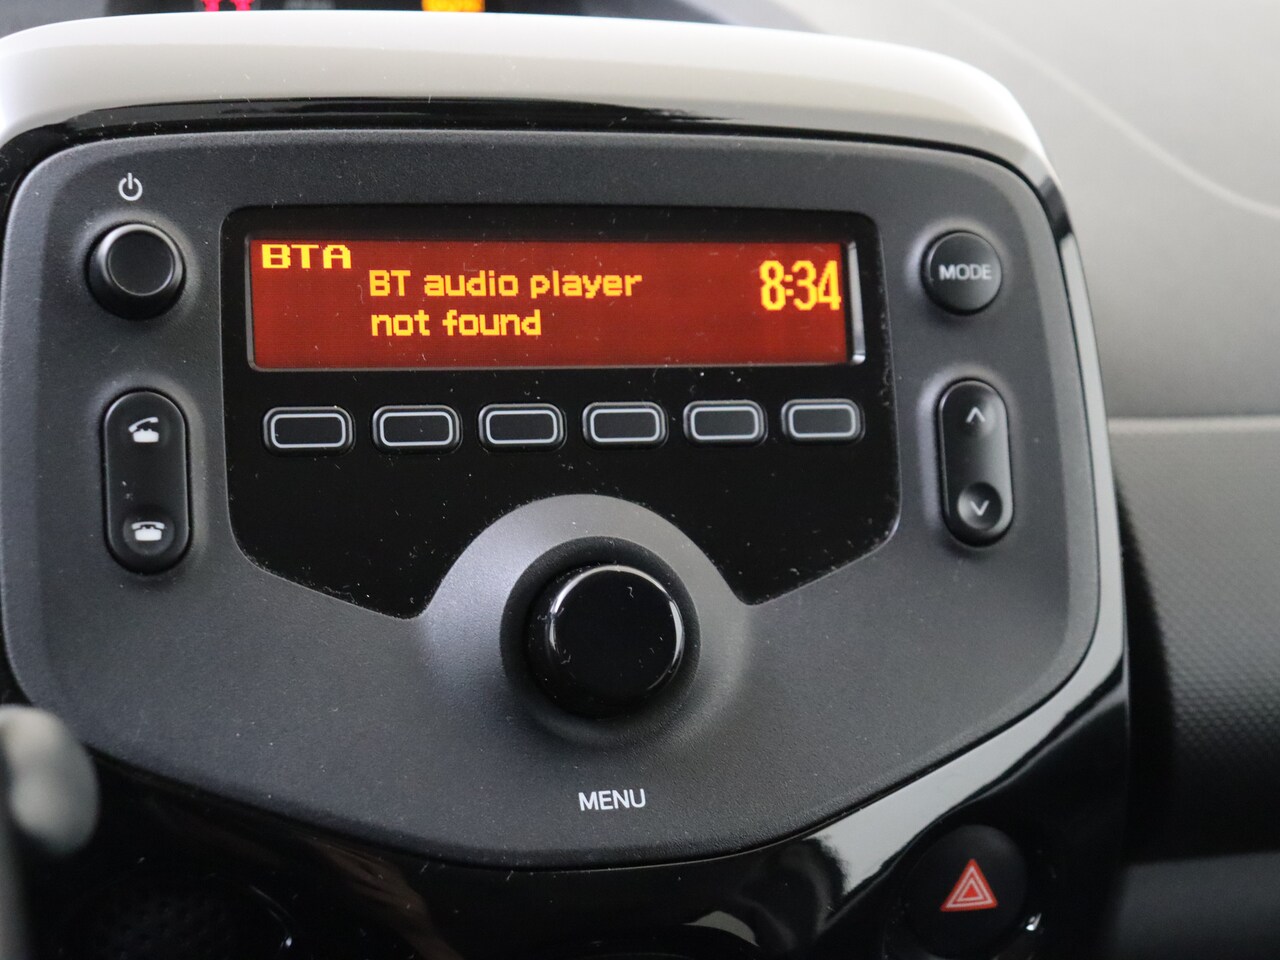 BTA
BT audio player
not found
8:34
MODE
MENU